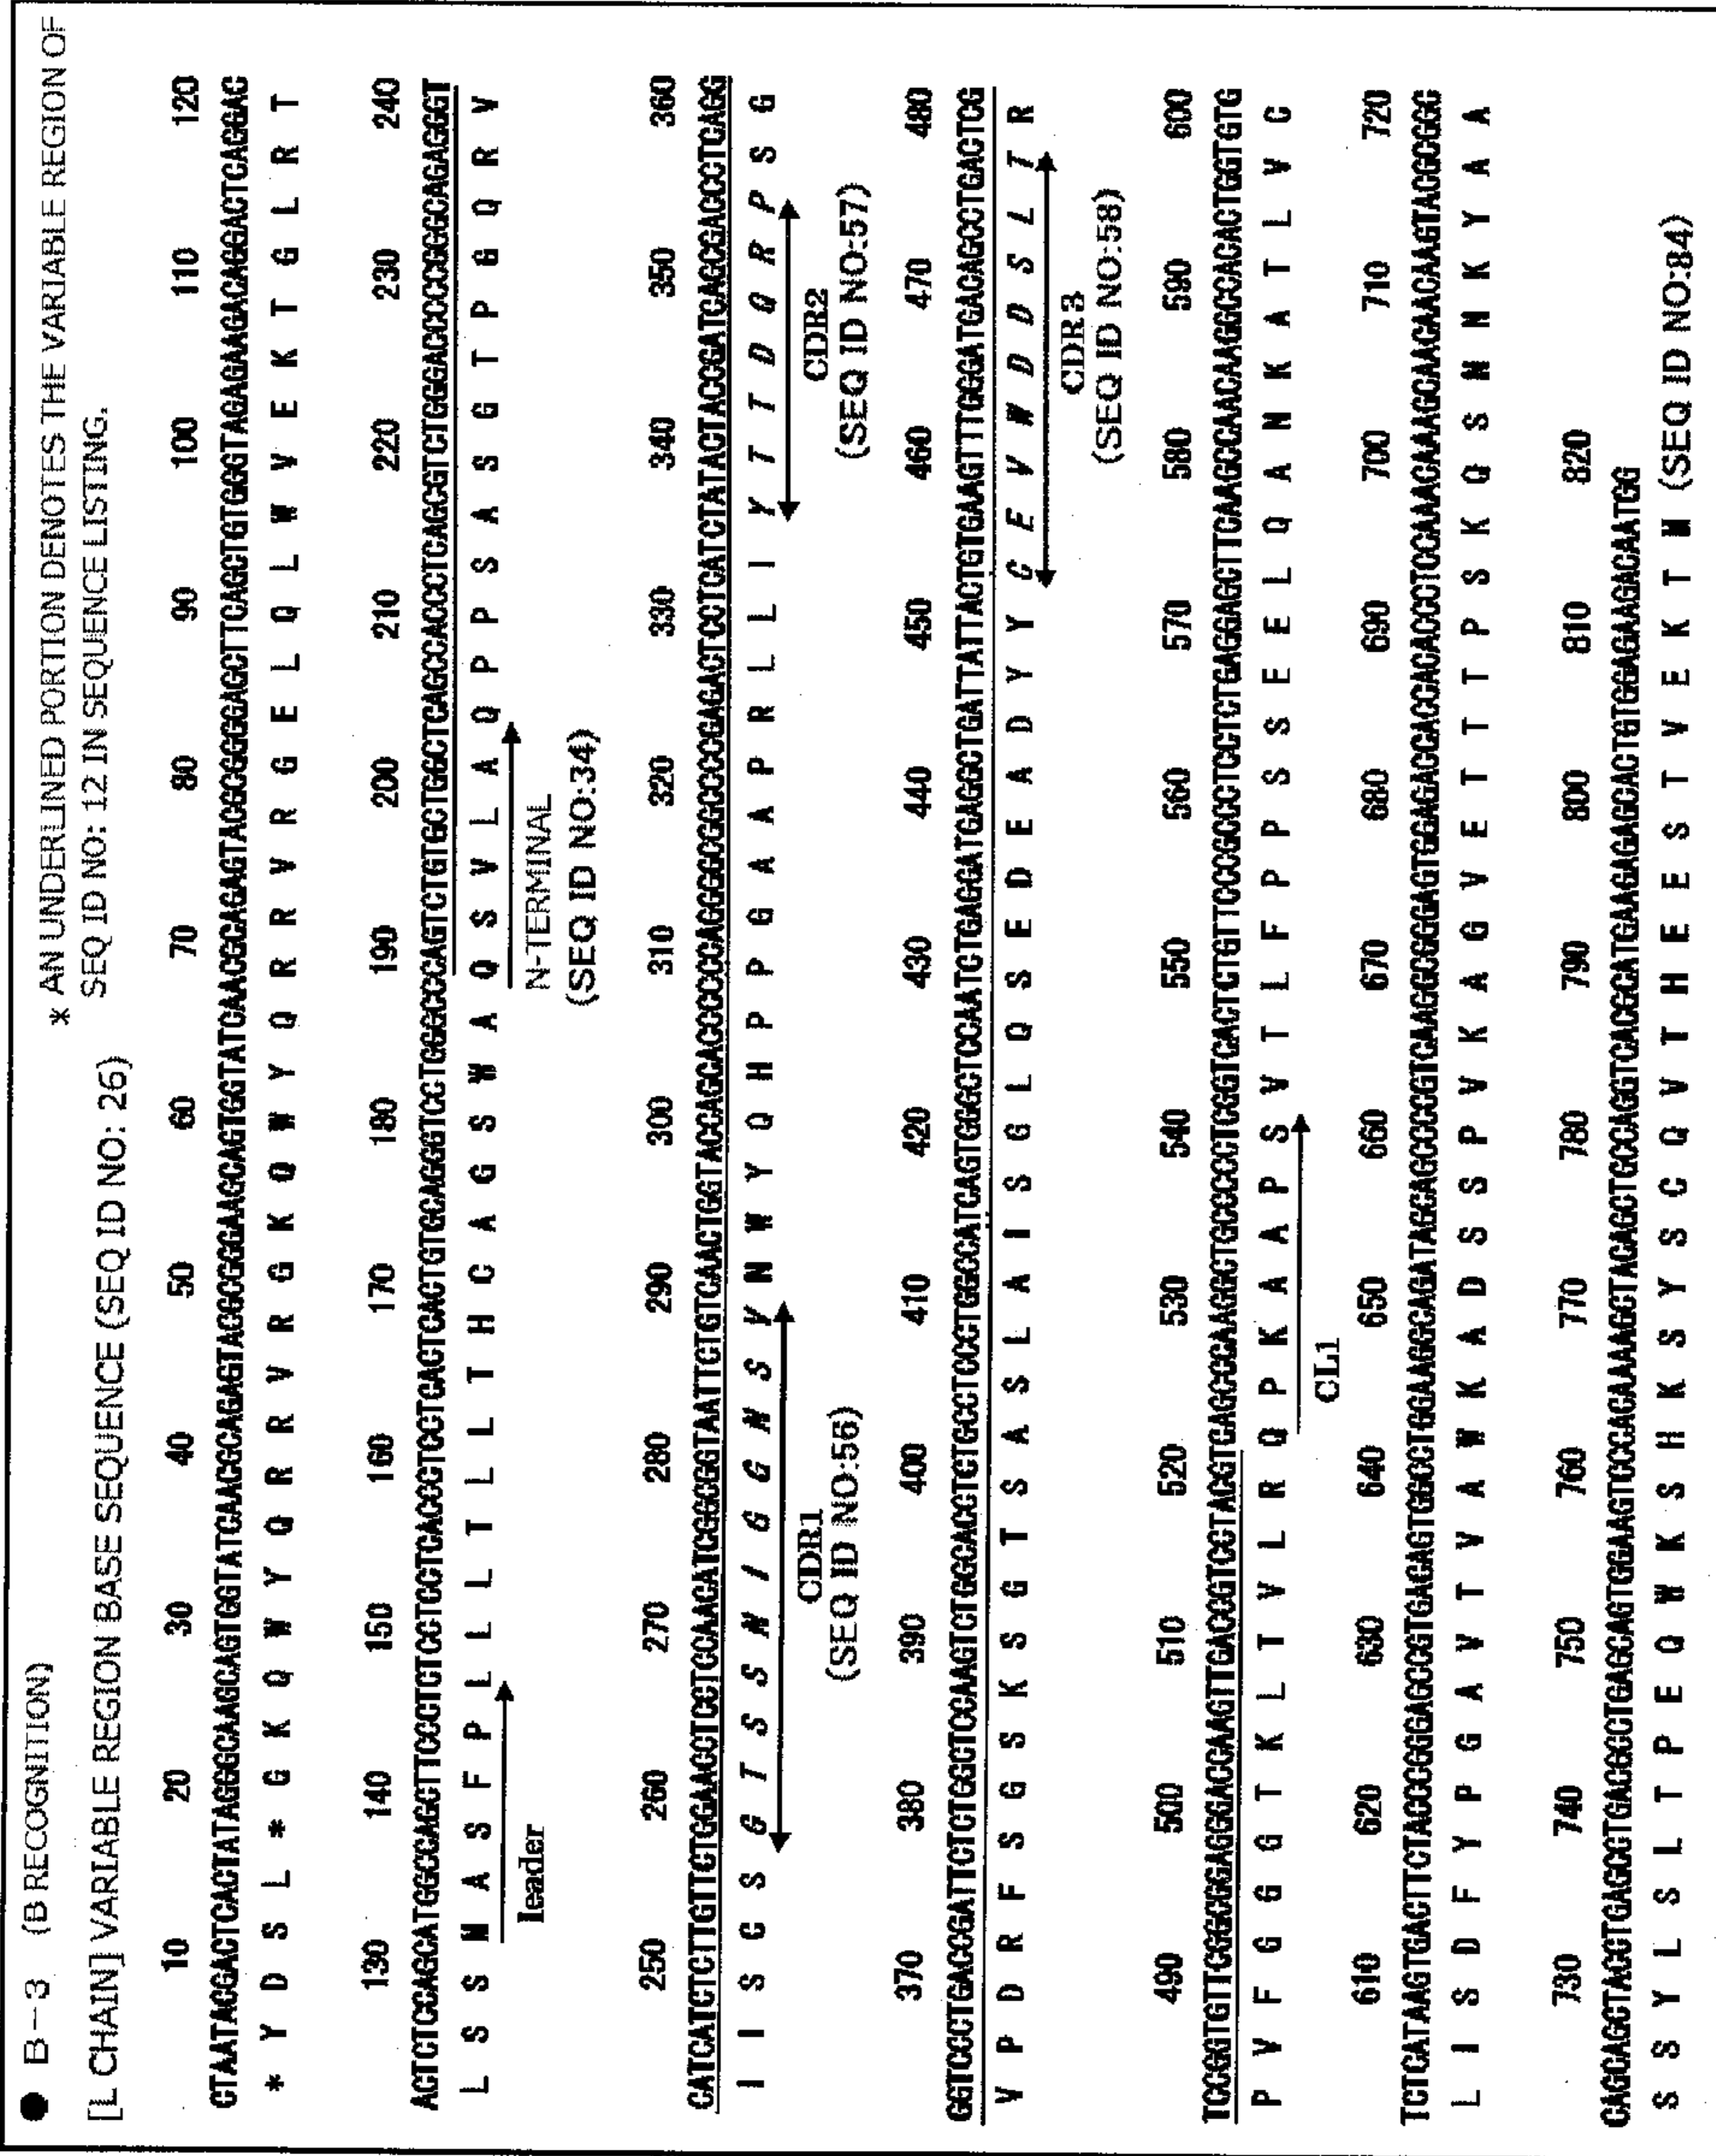 ● B-3 (B RECOGNITION)
* AN UNDERLINED PORTION DENOTES THE VARIABLE REGION OF
[L CHAIN] VARIABLE REGION BASE SEQUENCE (SEQ ID NO: 26)
SEQ ID NO: 12 IN SEQUENCE LISTING.
10 20 30 40 50 60 70 80 90 100 110 120
CTAATACGACTCACTATAGGGCAAGCAGTGGTATCAACGCAGAGTACGCGGGAAGCAGTGGTATCAACGCAGAGTACGCGGGGAGCTTCAGCTGTGGGTAGAGAAGACAGGACTCAGGAC
* Y D S L * G K Q W Y Q R R V R G K Q W Y Q R R V R G E L Q L W V E K T G L R T
130 140 150 160 170 180 190 200 210 220 230 240
ACTCTCCAGCATGGCCAGCTTCCCTCTCCTCCTCACCCTCCTCACTCACTGTGCAGGGTCCTGGGCCCAGTCTGTGCTGGCTCAGCCACCCTCAGCGTCTGGGACCCCCGGGCAGAGGGT
L S S M A S F P L L L T L L T H C A G S W A Q S V L A Q P P S A S G T P G Q R V
leader
N-TERMINAL
(SEQ ID NO:34)
250 260 270 280 290 300 310 320 330 340 350 360
CATCATCTCTTGTTCTGGAACCTCCTCCAACATCGGCGGTAATTCTGTCAACTGGTACCAGCACCCCCCAGGGGCGGCCCCCAGACTCCTCATCTATACTACCGATCAGCGACCCTCAGG
I I S C S G T S S N I G G N S V N W Y Q H P P G A A P R L L I Y T T D Q R P S G
CDR1
(SEQ ID NO:56)
CDR2
(SEQ ID NO:57)
370 380 390 400 410 420 430 440 450 460 470 480
GGTCCCTGACCGATTCTCTGGCTCCAAGTCTGGCACCTCTGCCTCCCTGGCCATCAGTGGGCTCCAATCTGAGGATGAGGCTGATTATTACTGTGAAGTTTGGGATGACAGCCTGACTCG
V P D R F S G S K S G T S A S L A I S G L Q S E D E A D Y Y C E V W D D S L T R
CDR3
(SEQ ID NO:58)
490 500 510 520 530 540 550 560 570 580 590 600
TCCGGTGTTCGGCGGAGGGACCAAGTTGACCGTCCTACGTCAGCCCAAGGCTGCCCCCTCGGTCACTCTGTTCCCGCCCTCCTCTGAGGAGCTTCAAGCCAACAAGGCCACACTGGTGTG
P V F G G G T K L T V L R Q P K A A P S V T L F P P S S E E L Q A N K A T L V C
CL1
610 620 630 640 650 660 670 680 690 700 710 720
TCTCATAAGTGACTTCTACCCGGGAGCCGTGACAGTGGCCTGGAAGGCAGATAGCAGCCCCGTCAAGGCGGGAGTGGAGACCACCACACCCTCCAAACAAAGCAACAACAAGTACGCGGC
L I S D F Y P G A V T V A W K A D S S P V K A G V E T T T P S K Q S N N K Y A A
730 740 750 760 770 780 790 800 810 820
CAGCAGCTACCTGAGCCTGACGCCTGAGCAGTGGAAGTCCCACAAAAGCTACAGCTGCCAGGTCACGCATGAAGAGAGCACTGTGGAGAAGACAATGG
S S Y L S L T P E Q W K S H K S Y S C Q V T H E E S T V E K T M (SEQ ID NO:84)